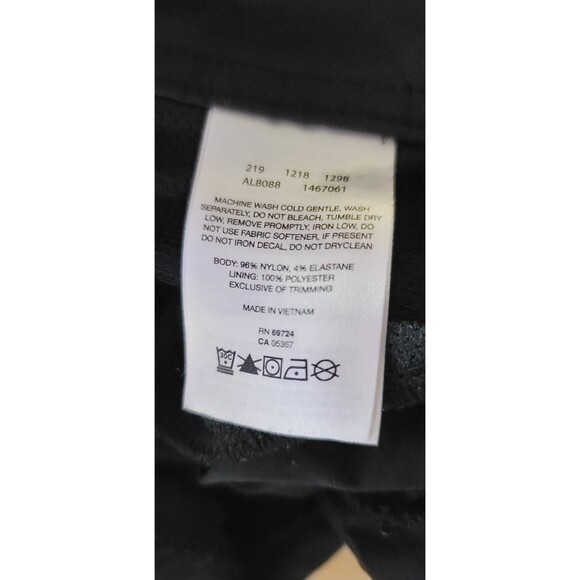 219 1218 1298
AL8088 1467061
MACHINE WASH COLD GENTLE, WASH
SEPARATELY, DO NOT BLEACH, TUMBLE DRY
LOW, REMOVE PROMPTLY, IRON LOW, DO
NOT USE FABRIC SOFTENER, IF PRESENT
DO NOT IRON DECAL, DO NOT DRYCLEAN
BODY: 96% NYLON, 4% ELASTANE
LINING: 100% POLYESTER
EXCLUSIVE OF TRIMMING
MADE IN VIETNAM
RN 69724
CA 05367
30C